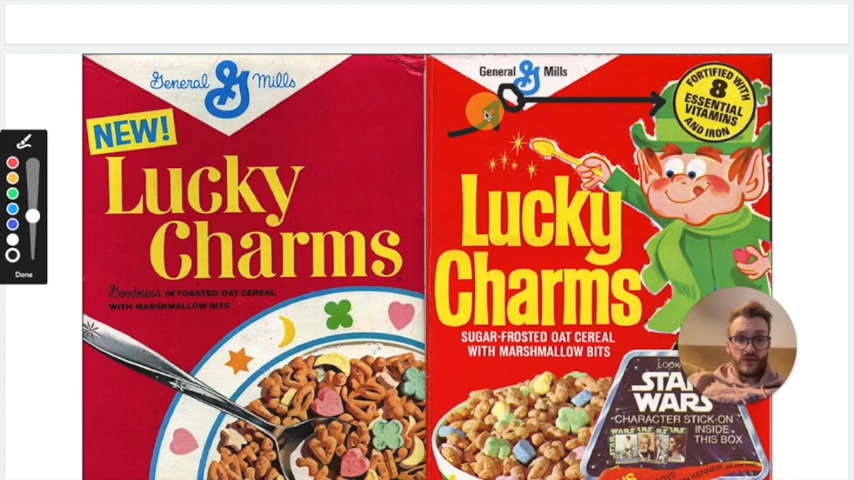 General Mills
NEW!
Lucky
Charms
Goodness IN TOASTED OAT CEREAL
WITH MARSHMALLOW BITS
General Mills
FORTIFIED WITH
8
ESSENTIAL
VITAMINS
AND IRON
Lucky
Charms
SUGAR-FROSTED OAT CEREAL
WITH MARSHMALLOW BITS
STAR
WARS
CHARACTER STICK-ON
INSIDE
THIS BOX
Done